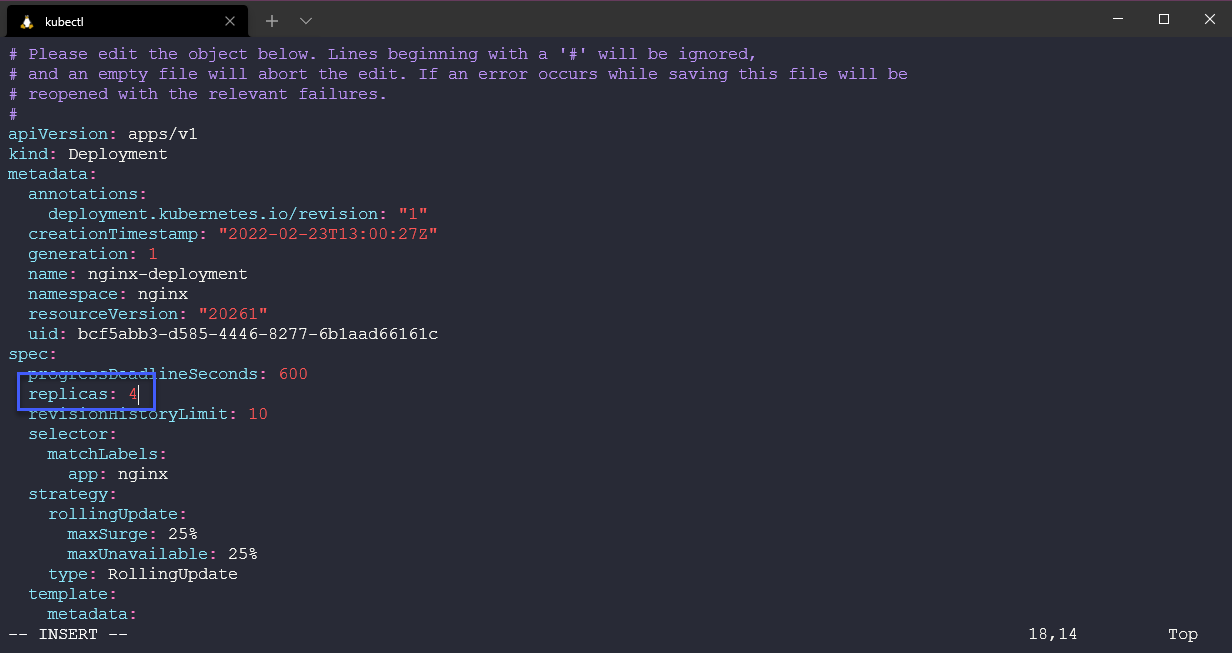 kubectl
# Please edit the object below. Lines beginning with a '#' will be ignored,
# and an empty file will abort the edit. If an error occurs while saving this file will be
# reopened with the relevant failures.
#
apiVersion: apps/v1
kind: Deployment
metadata:
  annotations:
    deployment.kubernetes.io/revision: "1"
  creationTimestamp: "2022-02-23T13:00:27Z"
  generation: 1
  name: nginx-deployment
  namespace: nginx
  resourceVersion: "20261"
  uid: bcf5abb3-d585-4446-8277-6b1aad66161c
spec:
  progressDeadlineSeconds: 600
  replicas: 4
  revisionHistoryLimit: 10
  selector:
    matchLabels:
      app: nginx
  strategy:
    rollingUpdate:
      maxSurge: 25%
      maxUnavailable: 25%
    type: RollingUpdate
  template:
    metadata:
-- INSERT -- 18,14 Top